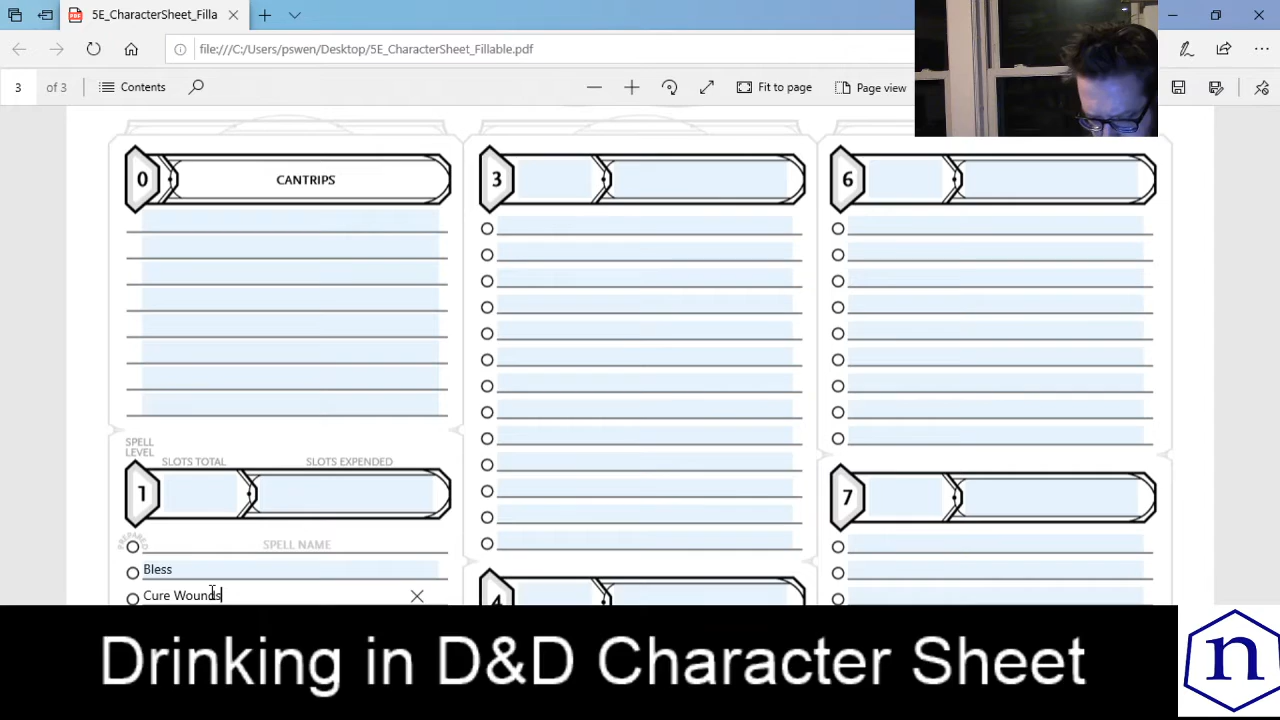 5E_CharacterSheet_Filla
file:///C:/Users/pswen/Desktop/5E_CharacterSheet_Fillable.pdf
3 of 3
Contents
Fit to page
Page view
0
CANTRIPS
SPELL
LEVEL
SLOTS TOTAL
SLOTS EXPENDED
1
PREPARED
SPELL NAME
Bless
Cure Wounds
3
4
6
7
Drinking in D&D Character Sheet
n